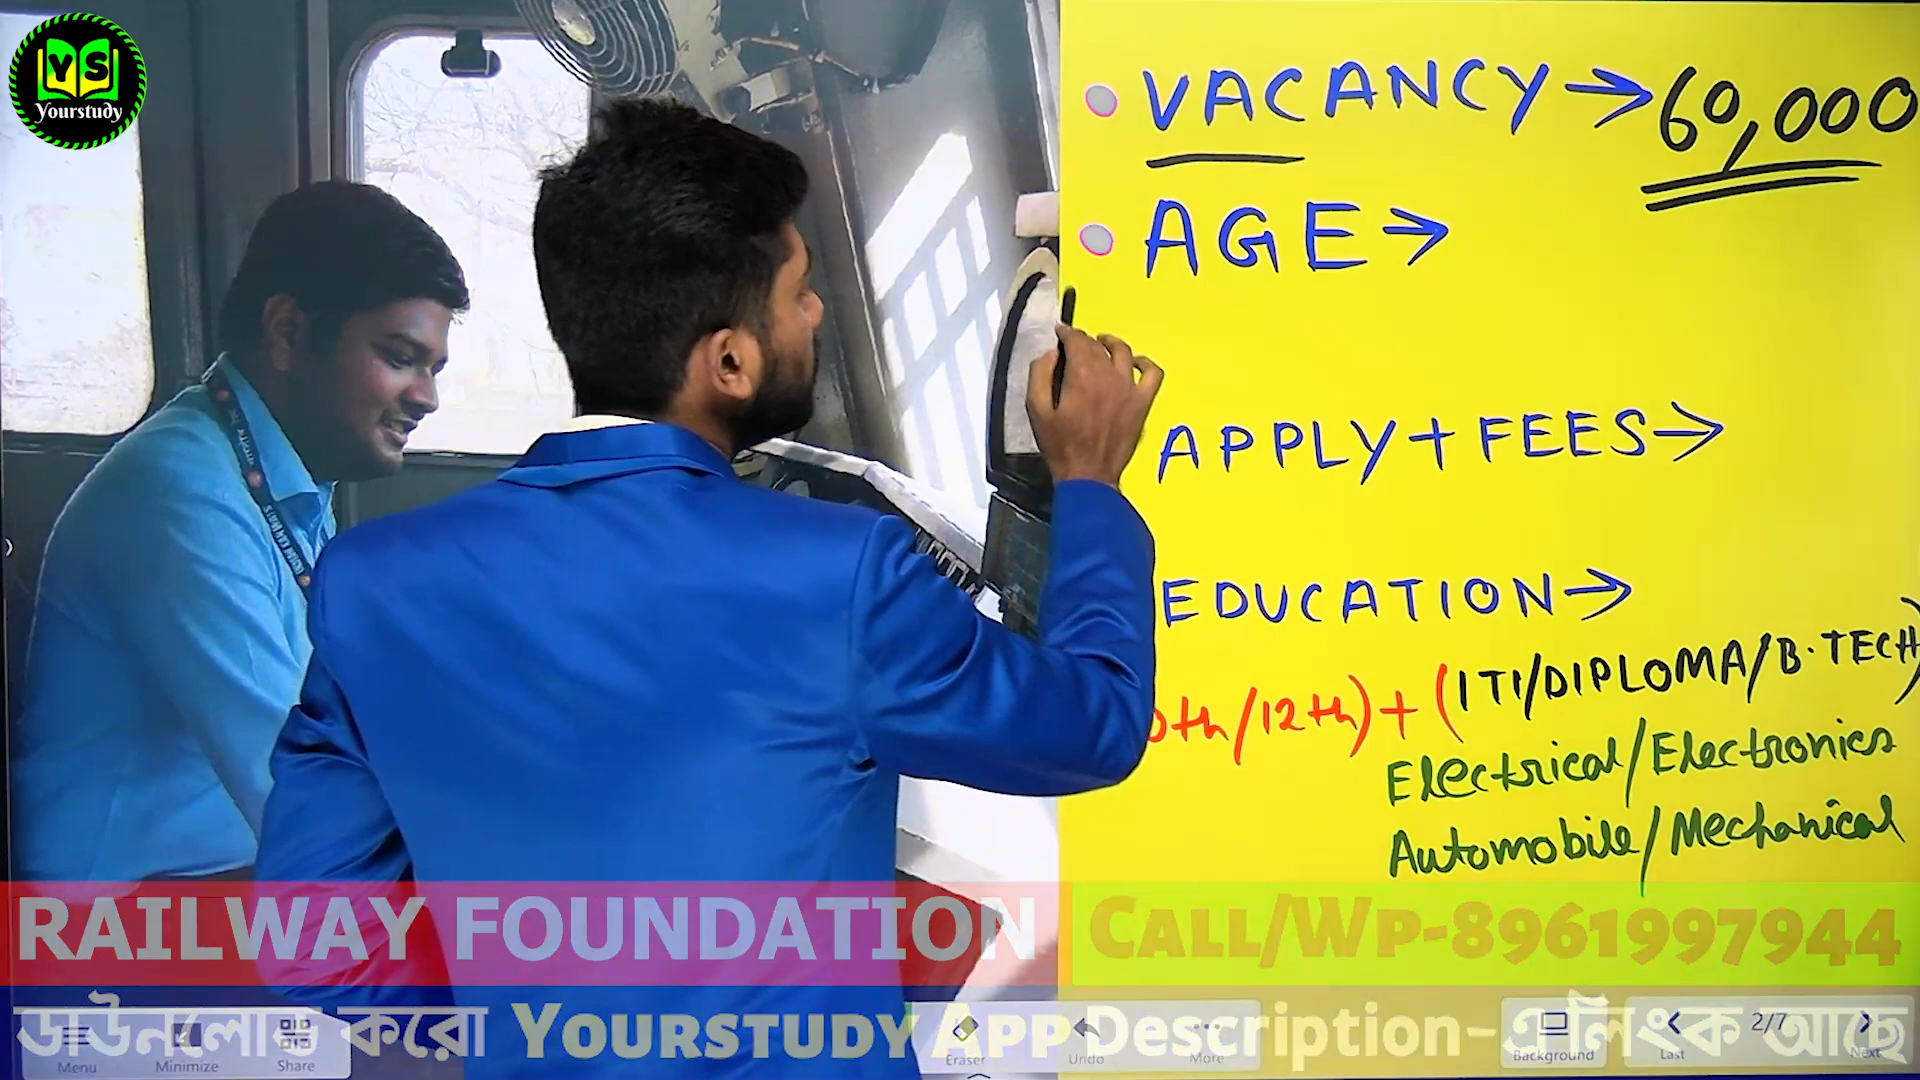 YS
Yourstudy
VACANCY → 60,000
AGE →
APPLY + FEES →
EDUCATION →
0th/12th) + (ITI/DIPLOMA/B.TECH)
Electrical/Electronics
Automobile/Mechanical
RAILWAY FOUNDATION
CALL/WP-8961997944
ডাউনলোড করো YOURSTUDY APP Description-এ লিংক আছে
Menu
Minimize
Share
Eraser
Undo
More
Background
Last
2/7
Next